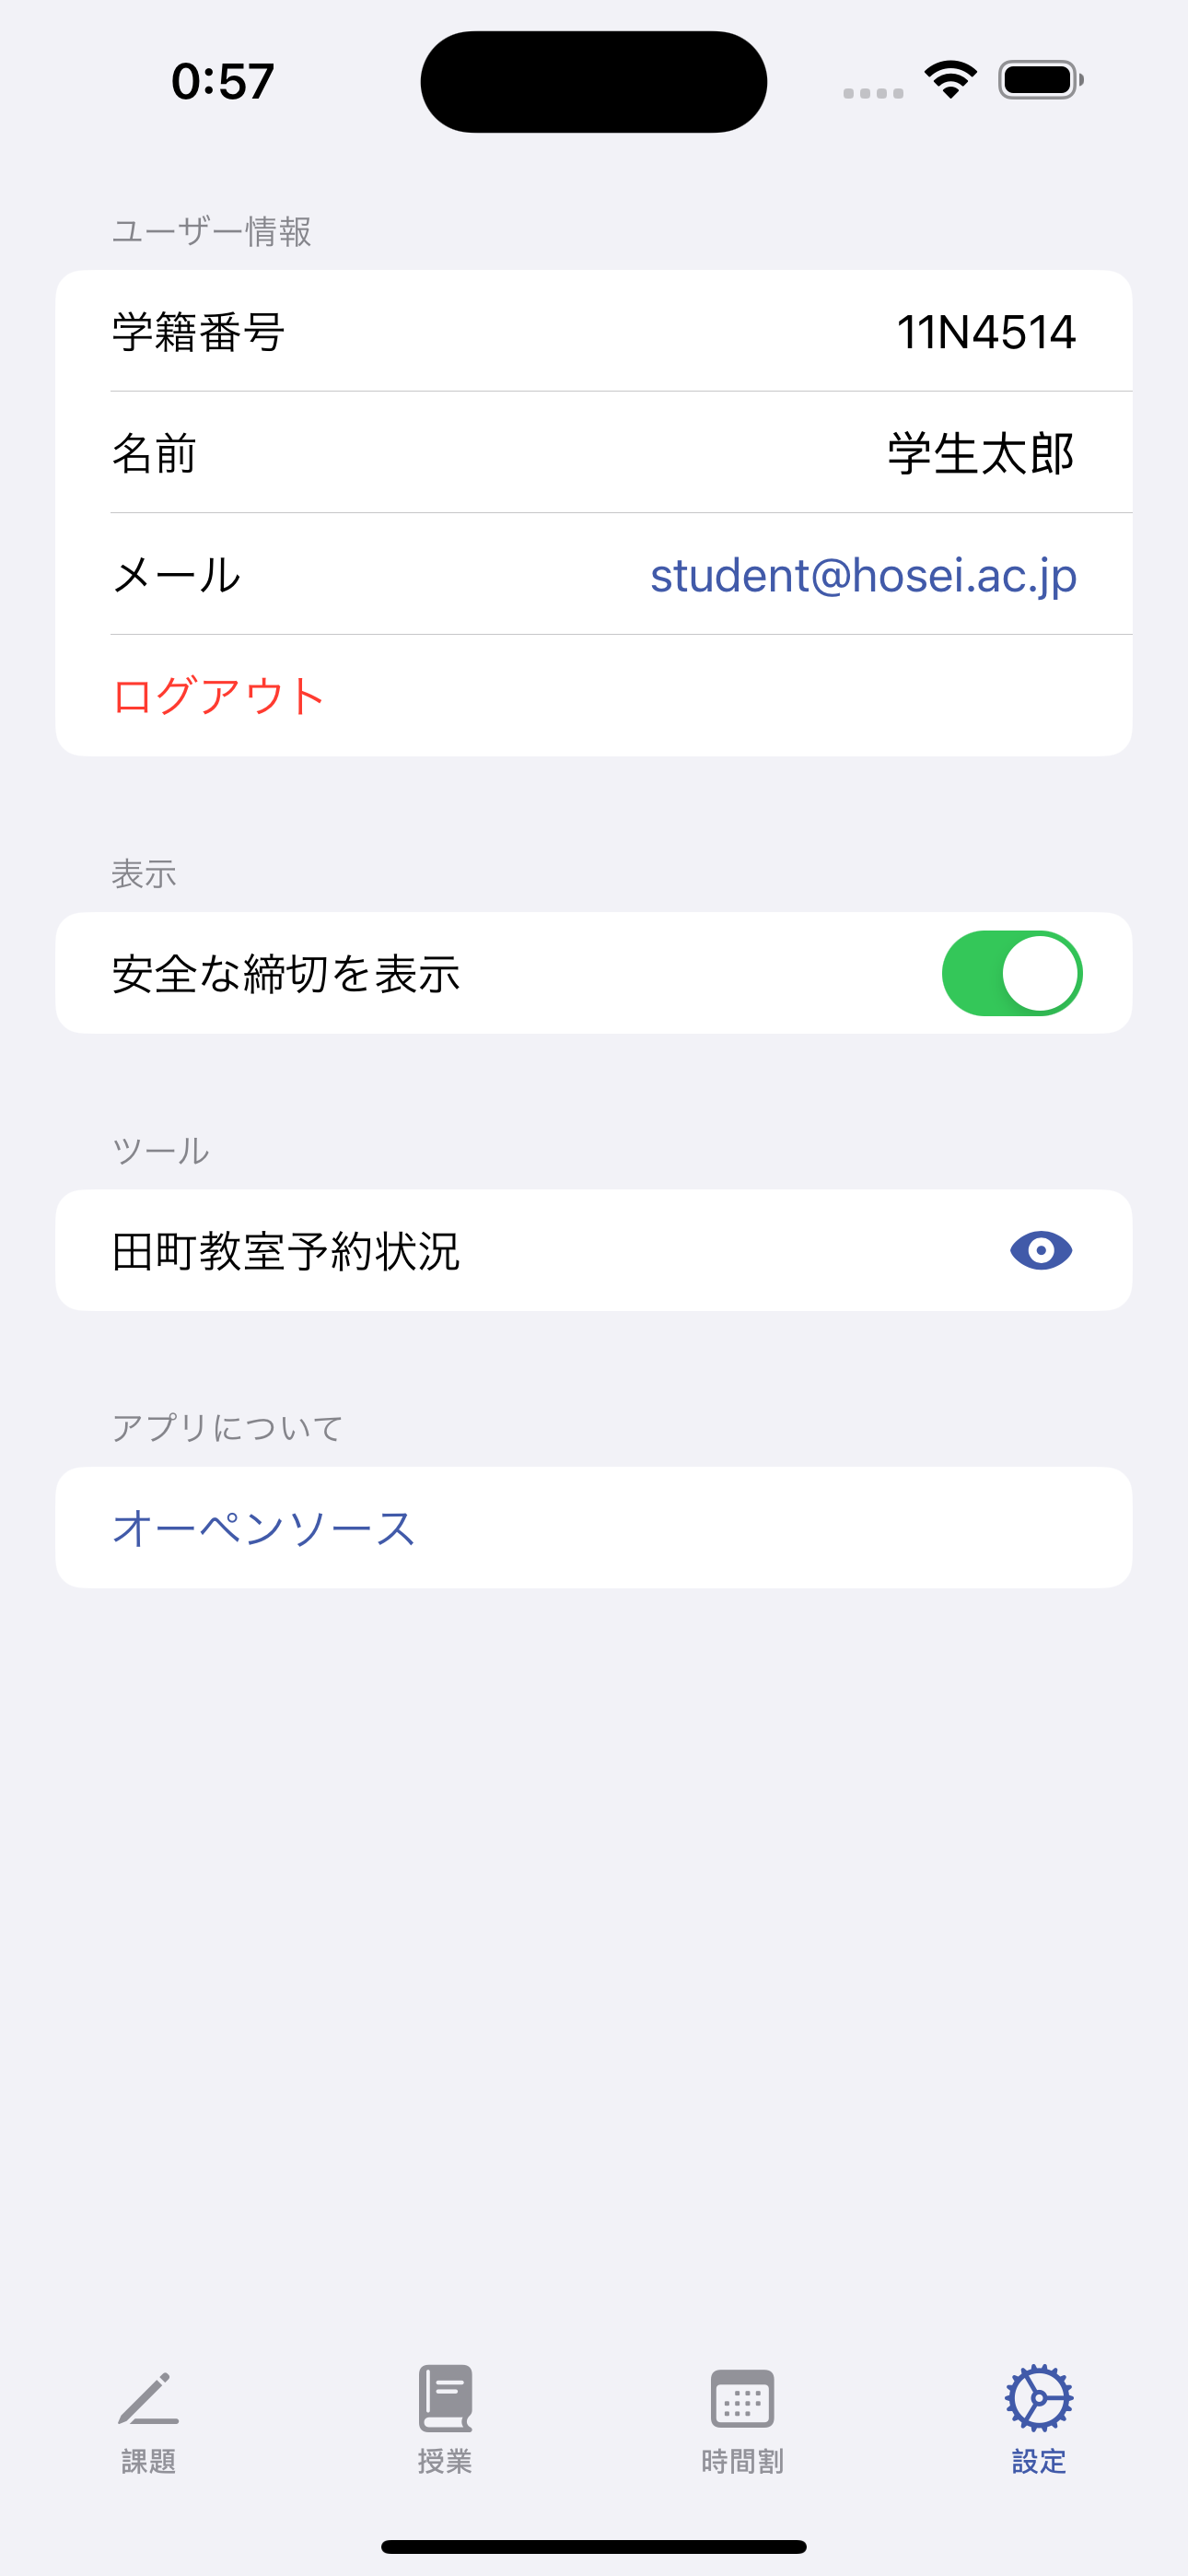 0:57
ユーザー情報
学籍番号 11N4514
名前 学生太郎
メール student@hosei.ac.jp
ログアウト
表示
安全な締切を表示
ツール
田町教室予約状況
アプリについて
オーペンソース
課題 授業 時間割 設定